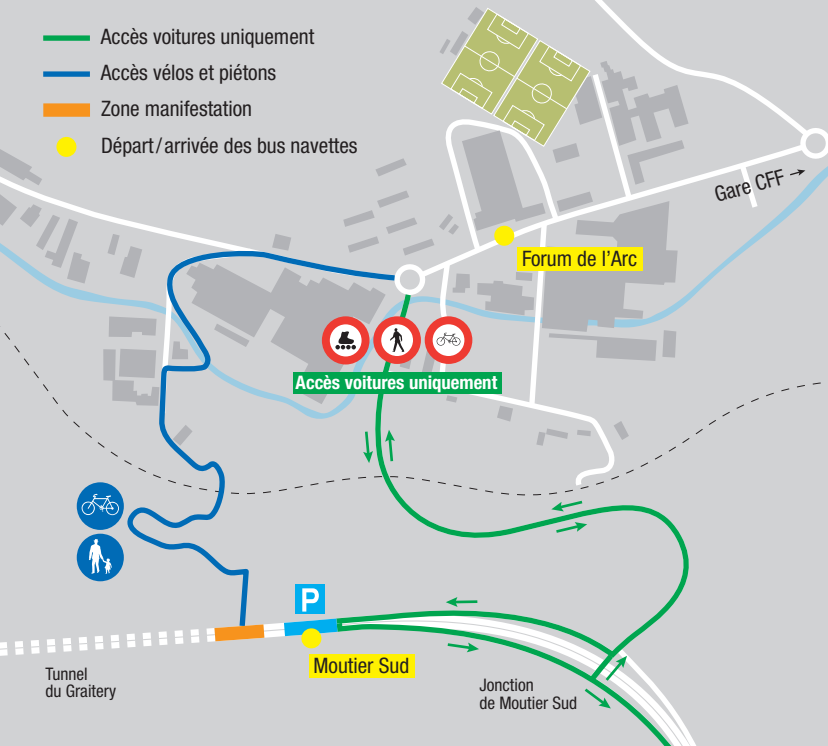 Accès voitures uniquement
Accès vélos et piétons
Zone manifestation
Départ/arrivée des bus navettes
Gare CFF →
Forum de l'Arc
Accès voitures uniquement
P
Moutier Sud
Tunnel
du Graitery
Jonction
de Moutier Sud